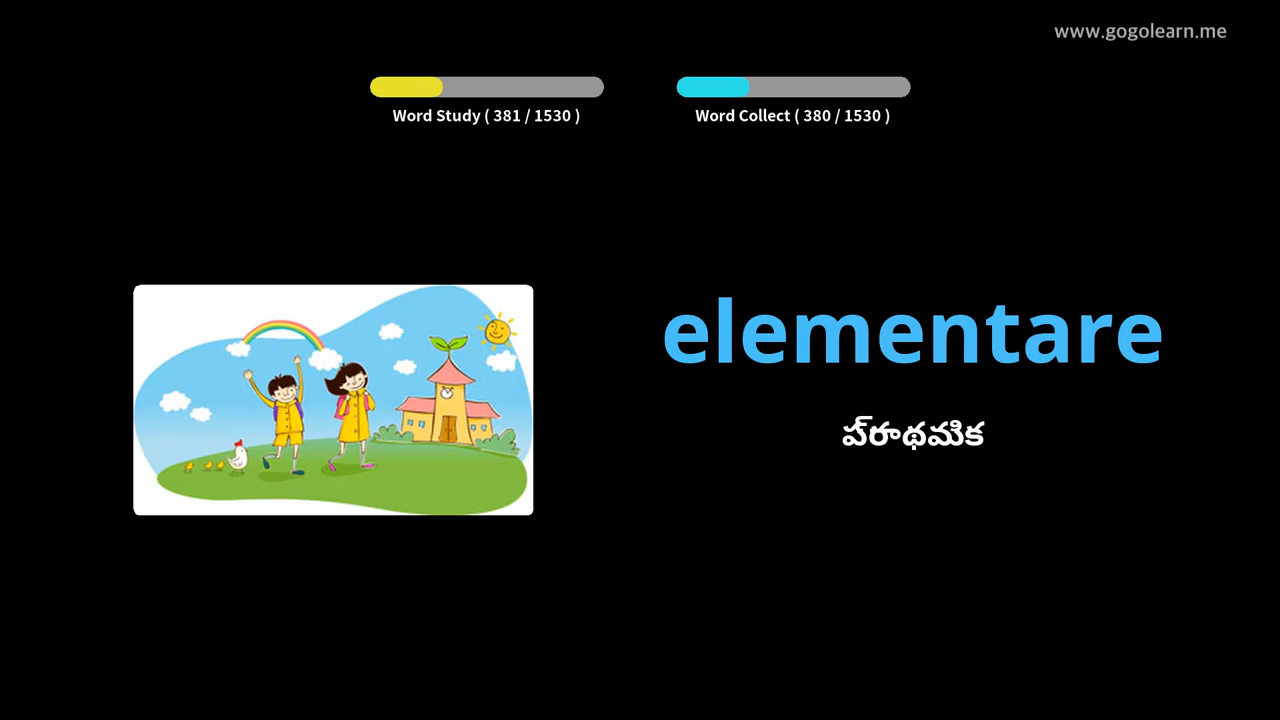 www.gogolearn.me
Word Study ( 381 / 1530 )
Word Collect ( 380 / 1530 )
elementare
ప్రాథమిక